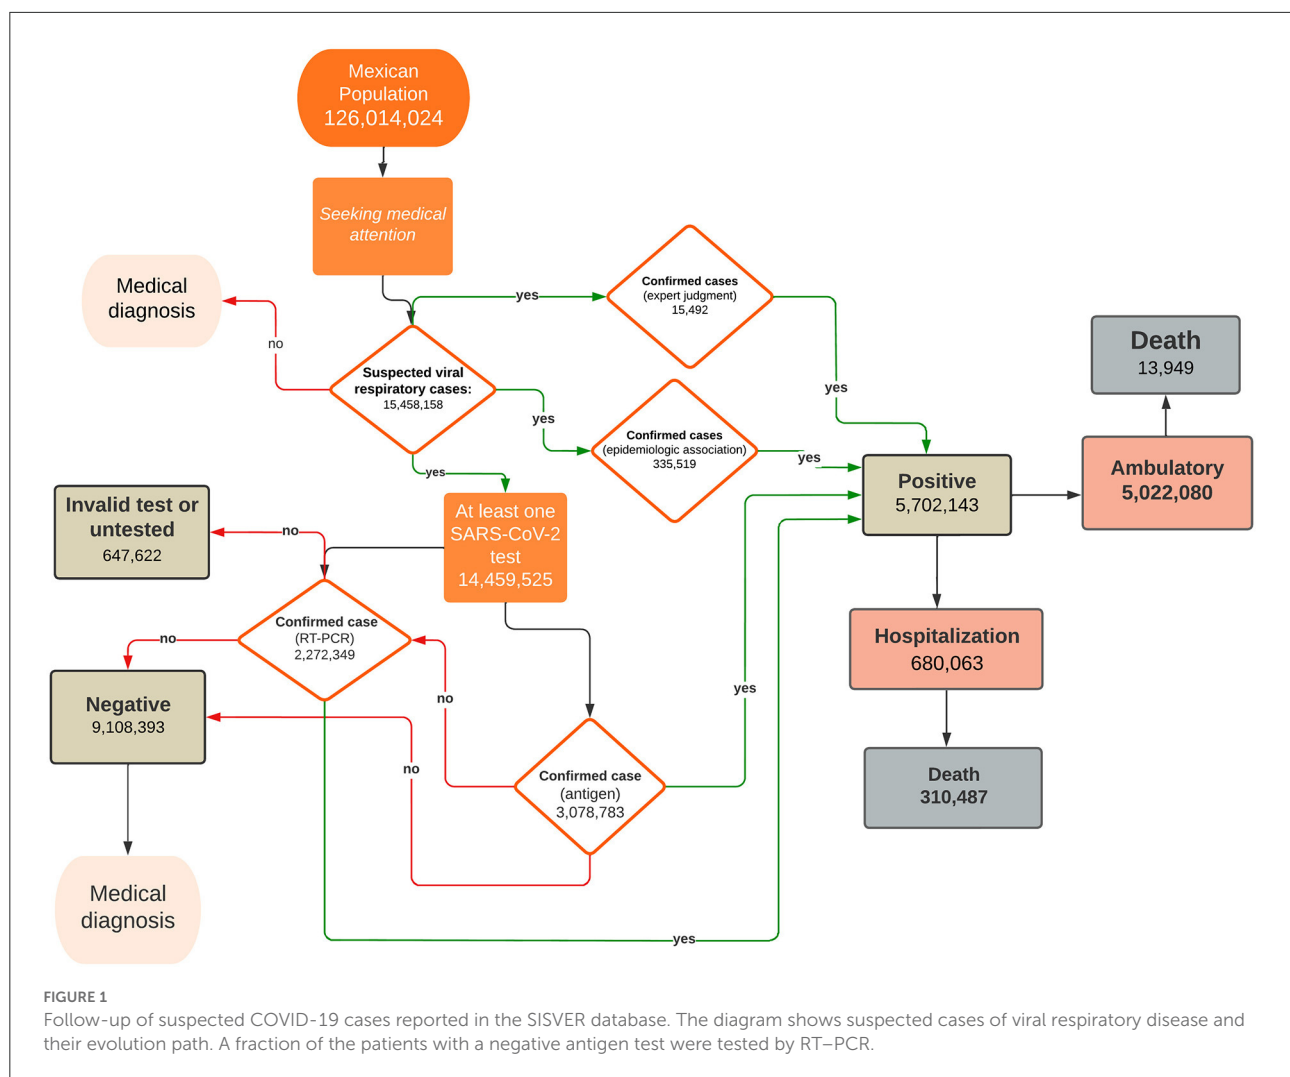 Mexican
Population
126,014,024
Seeking medical
attention
Medical
diagnosis
no
yes
Confirmed cases
(expert judgment)
15,492
Suspected viral
respiratory cases:
15,458,158
yes
Confirmed cases
(epidemiologic association)
335,519
yes
yes
Death
13,949
Ambulatory
5,022,080
Positive
5,702,143
yes
At least one
SARS-CoV-2
test
14,459,525
Invalid test or
untested
647,622
no
Confirmed case
(RT-PCR)
2,272,349
no
Negative
9,108,393
no
no
Confirmed case
(antigen)
3,078,783
yes
Hospitalization
680,063
Death
310,487
Medical
diagnosis
yes
FIGURE 1
Follow-up of suspected COVID-19 cases reported in the SISVER database. The diagram shows suspected cases of viral respiratory disease and
their evolution path. A fraction of the patients with a negative antigen test were tested by RT–PCR.